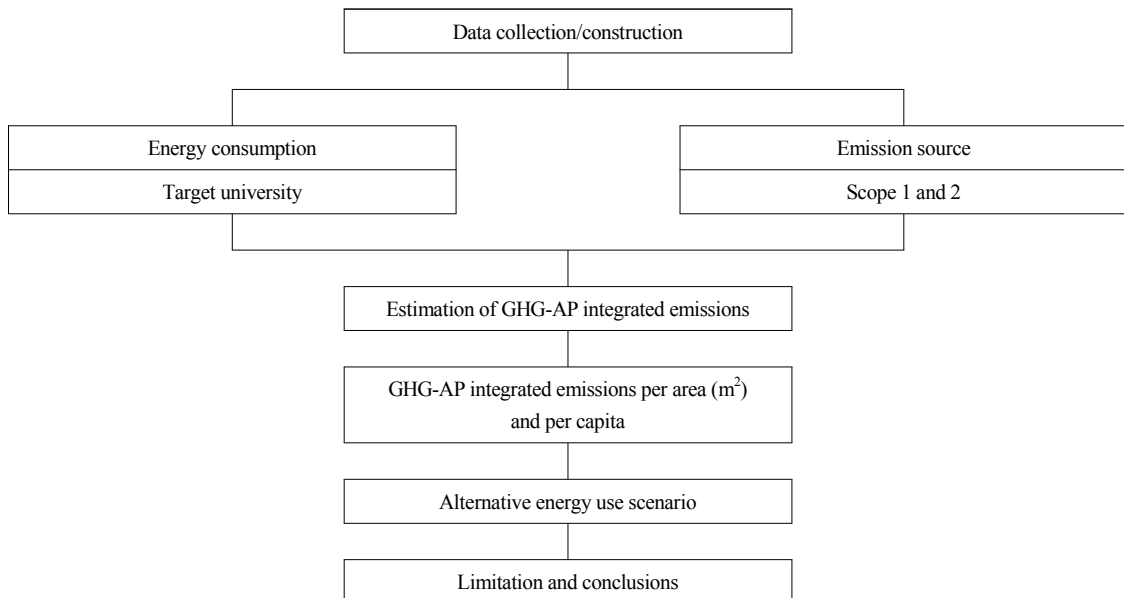 Data collection/construction
Energy consumption
Target university
Emission source
Scope 1 and 2
Estimation of GHG-AP integrated emissions
GHG-AP integrated emissions per area (m²)
and per capita
Alternative energy use scenario
Limitation and conclusions